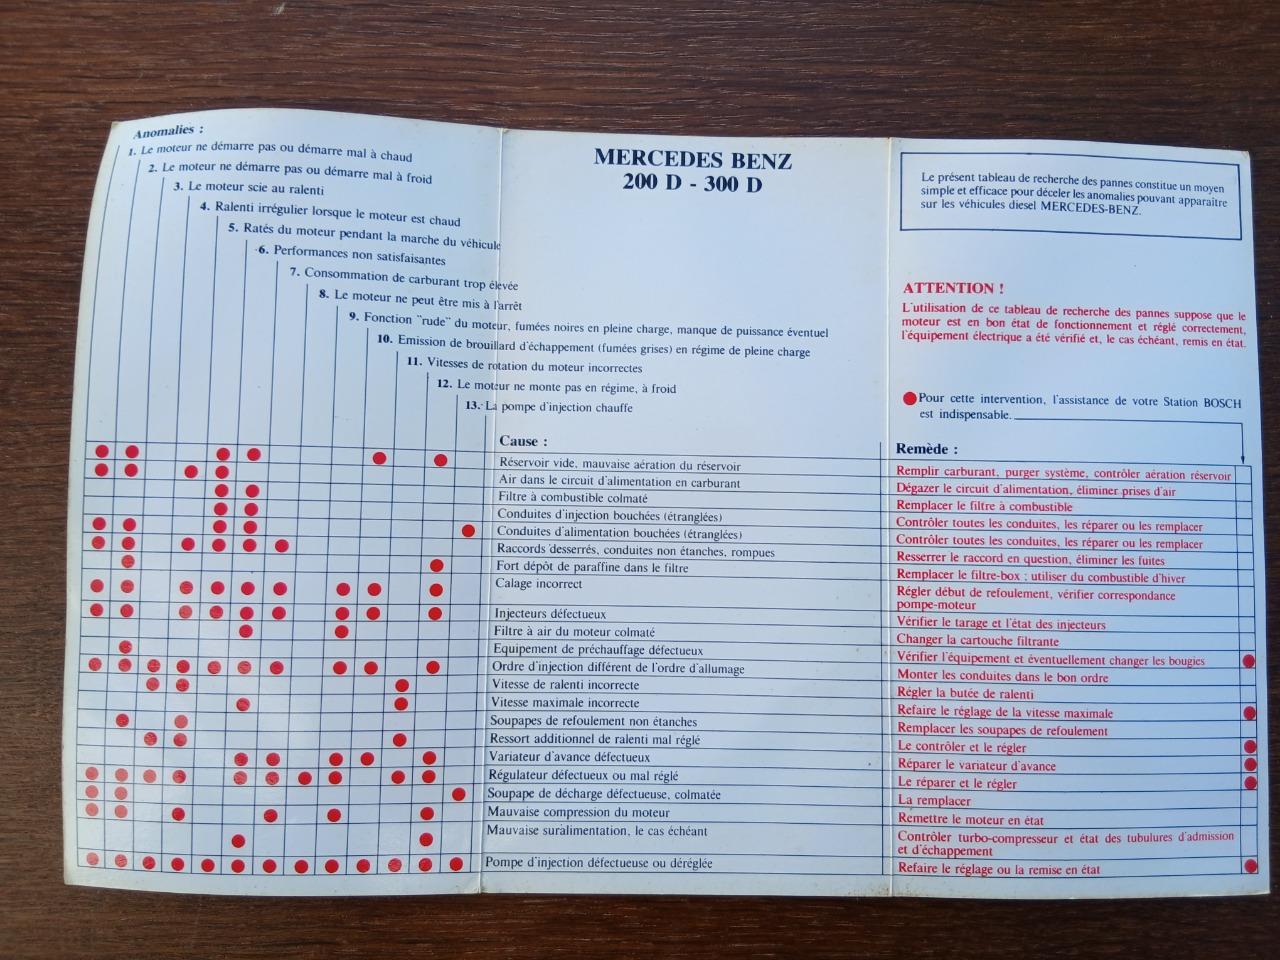 Anomalies :
1. Le moteur ne démarre pas ou démarre mal à chaud
2. Le moteur ne démarre pas ou démarre mal à froid
3. Le moteur scie au ralenti
4. Ralenti irrégulier lorsque le moteur est chaud
5. Ratés du moteur pendant la marche du véhicule
6. Performances non satisfaisantes
7. Consommation de carburant trop élevée
8. Le moteur ne peut être mis à l'arrêt
9. Fonction "rude" du moteur, fumées noires en pleine charge, manque de puissance éventuel
10. Emission de brouillard d'échappement (fumées grises) en régime de pleine charge
11. Vitesses de rotation du moteur incorrectes
12. Le moteur ne monte pas en régime, à froid
13. La pompe d'injection chauffe
MERCEDES BENZ
200 D - 300 D
Le présent tableau de recherche des pannes constitue un moyen
simple et efficace pour déceler les anomalies pouvant apparaître
sur les véhicules diesel MERCEDES-BENZ.
ATTENTION !
L'utilisation de ce tableau de recherche des pannes suppose que le
moteur est en bon état de fonctionnement et réglé correctement,
l'équipement électrique a été vérifié et, le cas échéant, remis en état.
Pour cette intervention, l'assistance de votre Station BOSCH
est indispensable.
Cause :
Réservoir vide, mauvaise aération du réservoir
Air dans le circuit d'alimentation en carburant
Filtre à combustible colmaté
Conduites d'injection bouchées (étranglées)
Conduites d'alimentation bouchées (étranglées)
Raccords desserrés, conduites non étanches, rompues
Fort dépôt de paraffine dans le filtre
Calage incorrect
Injecteurs défectueux
Filtre à air du moteur colmaté
Equipement de préchauffage défectueux
Ordre d'injection différent de l'ordre d'allumage
Vitesse de ralenti incorrecte
Vitesse maximale incorrecte
Soupapes de refoulement non étanches
Ressort additionnel de ralenti mal réglé
Variateur d'avance défectueux
Régulateur défectueux ou mal réglé
Soupape de décharge défectueuse, colmatée
Mauvaise compression du moteur
Mauvaise suralimentation, le cas échéant
Pompe d'injection défectueuse ou déréglée
Remède :
Remplir carburant, purger système, contrôler aération réservoir
Dégazer le circuit d'alimentation, éliminer prises d'air
Remplacer le filtre à combustible
Contrôler toutes les conduites, les réparer ou les remplacer
Contrôler toutes les conduites, les réparer ou les remplacer
Resserrer le raccord en question, éliminer les fuites
Remplacer le filtre-box ; utiliser du combustible d'hiver
Régler début de refoulement, vérifier correspondance
pompe-moteur
Vérifier le tarage et l'état des injecteurs
Changer la cartouche filtrante
Vérifier l'équipement et éventuellement changer les bougies
Monter les conduites dans le bon ordre
Régler la butée de ralenti
Refaire le réglage de la vitesse maximale
Remplacer les soupapes de refoulement
Le contrôler et le régler
Réparer le variateur d'avance
Le réparer et le régler
La remplacer
Remettre le moteur en état
Contrôler turbo-compresseur et état des tubulures d'admission
et d'échappement
Refaire le réglage ou la remise en état